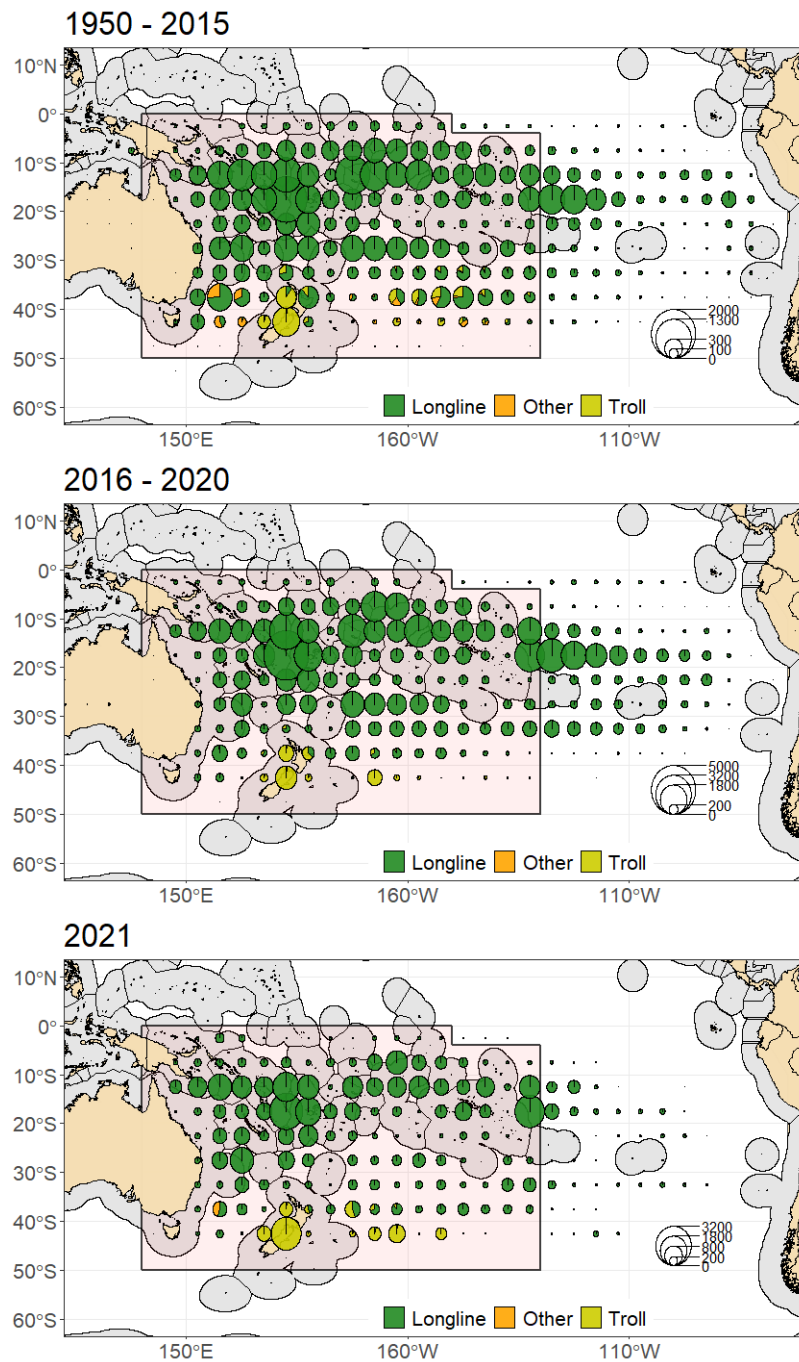 1950 - 2015
10°N
0°
10°S
20°S
30°S
40°S
50°S
60°S
2000
1300
300
100
0
Longline Other Troll
150°E 160°W 110°W
2016 - 2020
10°N
0°
10°S
20°S
30°S
40°S
50°S
60°S
5000
3200
1800
200
0
Longline Other Troll
150°E 160°W 110°W
2021
10°N
0°
10°S
20°S
30°S
40°S
50°S
60°S
3200
1800
800
200
0
Longline Other Troll
150°E 160°W 110°W